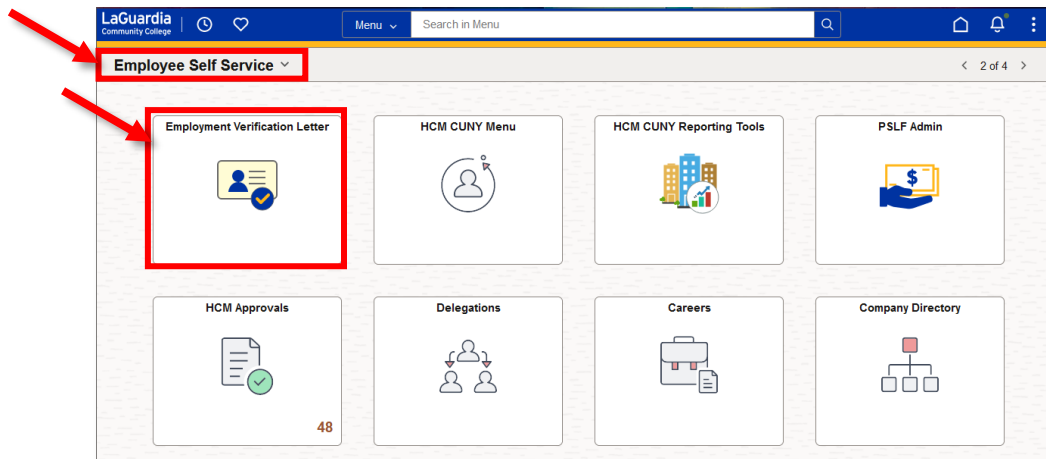 LaGuardia
Community College
Menu
Search in Menu
Employee Self Service
2 of 4
Employment Verification Letter
HCM CUNY Menu
HCM CUNY Reporting Tools
PSLF Admin
$
HCM Approvals
Delegations
Careers
Company Directory
48